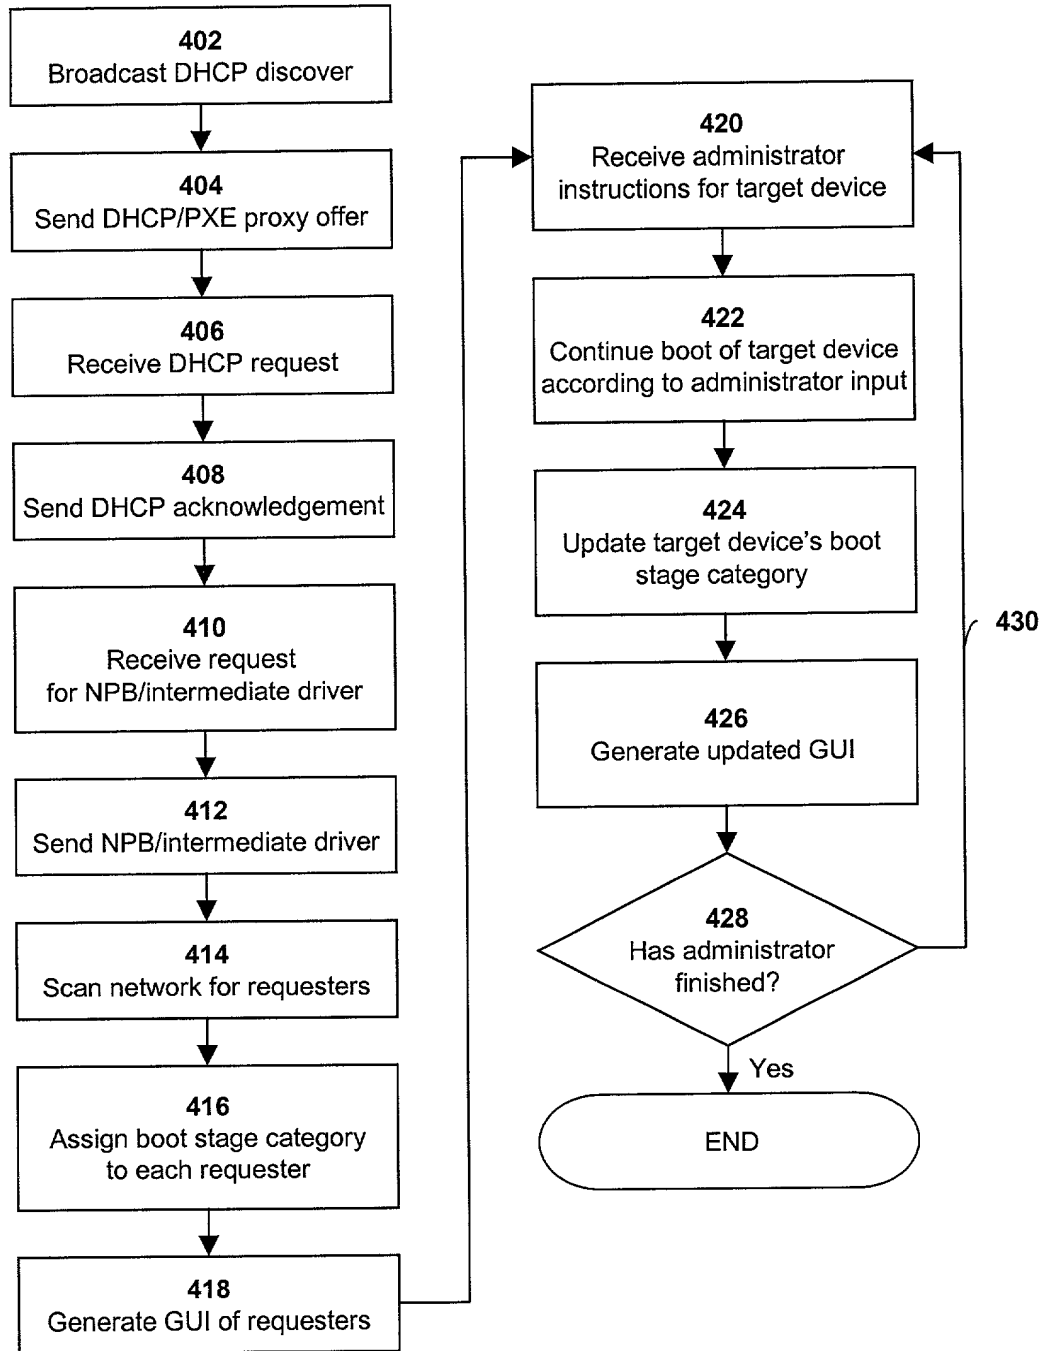 402
Broadcast DHCP discover
404
Send DHCP/PXE proxy offer
406
Receive DHCP request
408
Send DHCP acknowledgement
410
Receive request
for NPB/intermediate driver
412
Send NPB/intermediate driver
414
Scan network for requesters
416
Assign boot stage category
to each requester
418
Generate GUI of requesters
420
Receive administrator
instructions for target device
422
Continue boot of target device
according to administrator input
424
Update target device's boot
stage category
426
Generate updated GUI
428
Has administrator
finished?
Yes
END
430